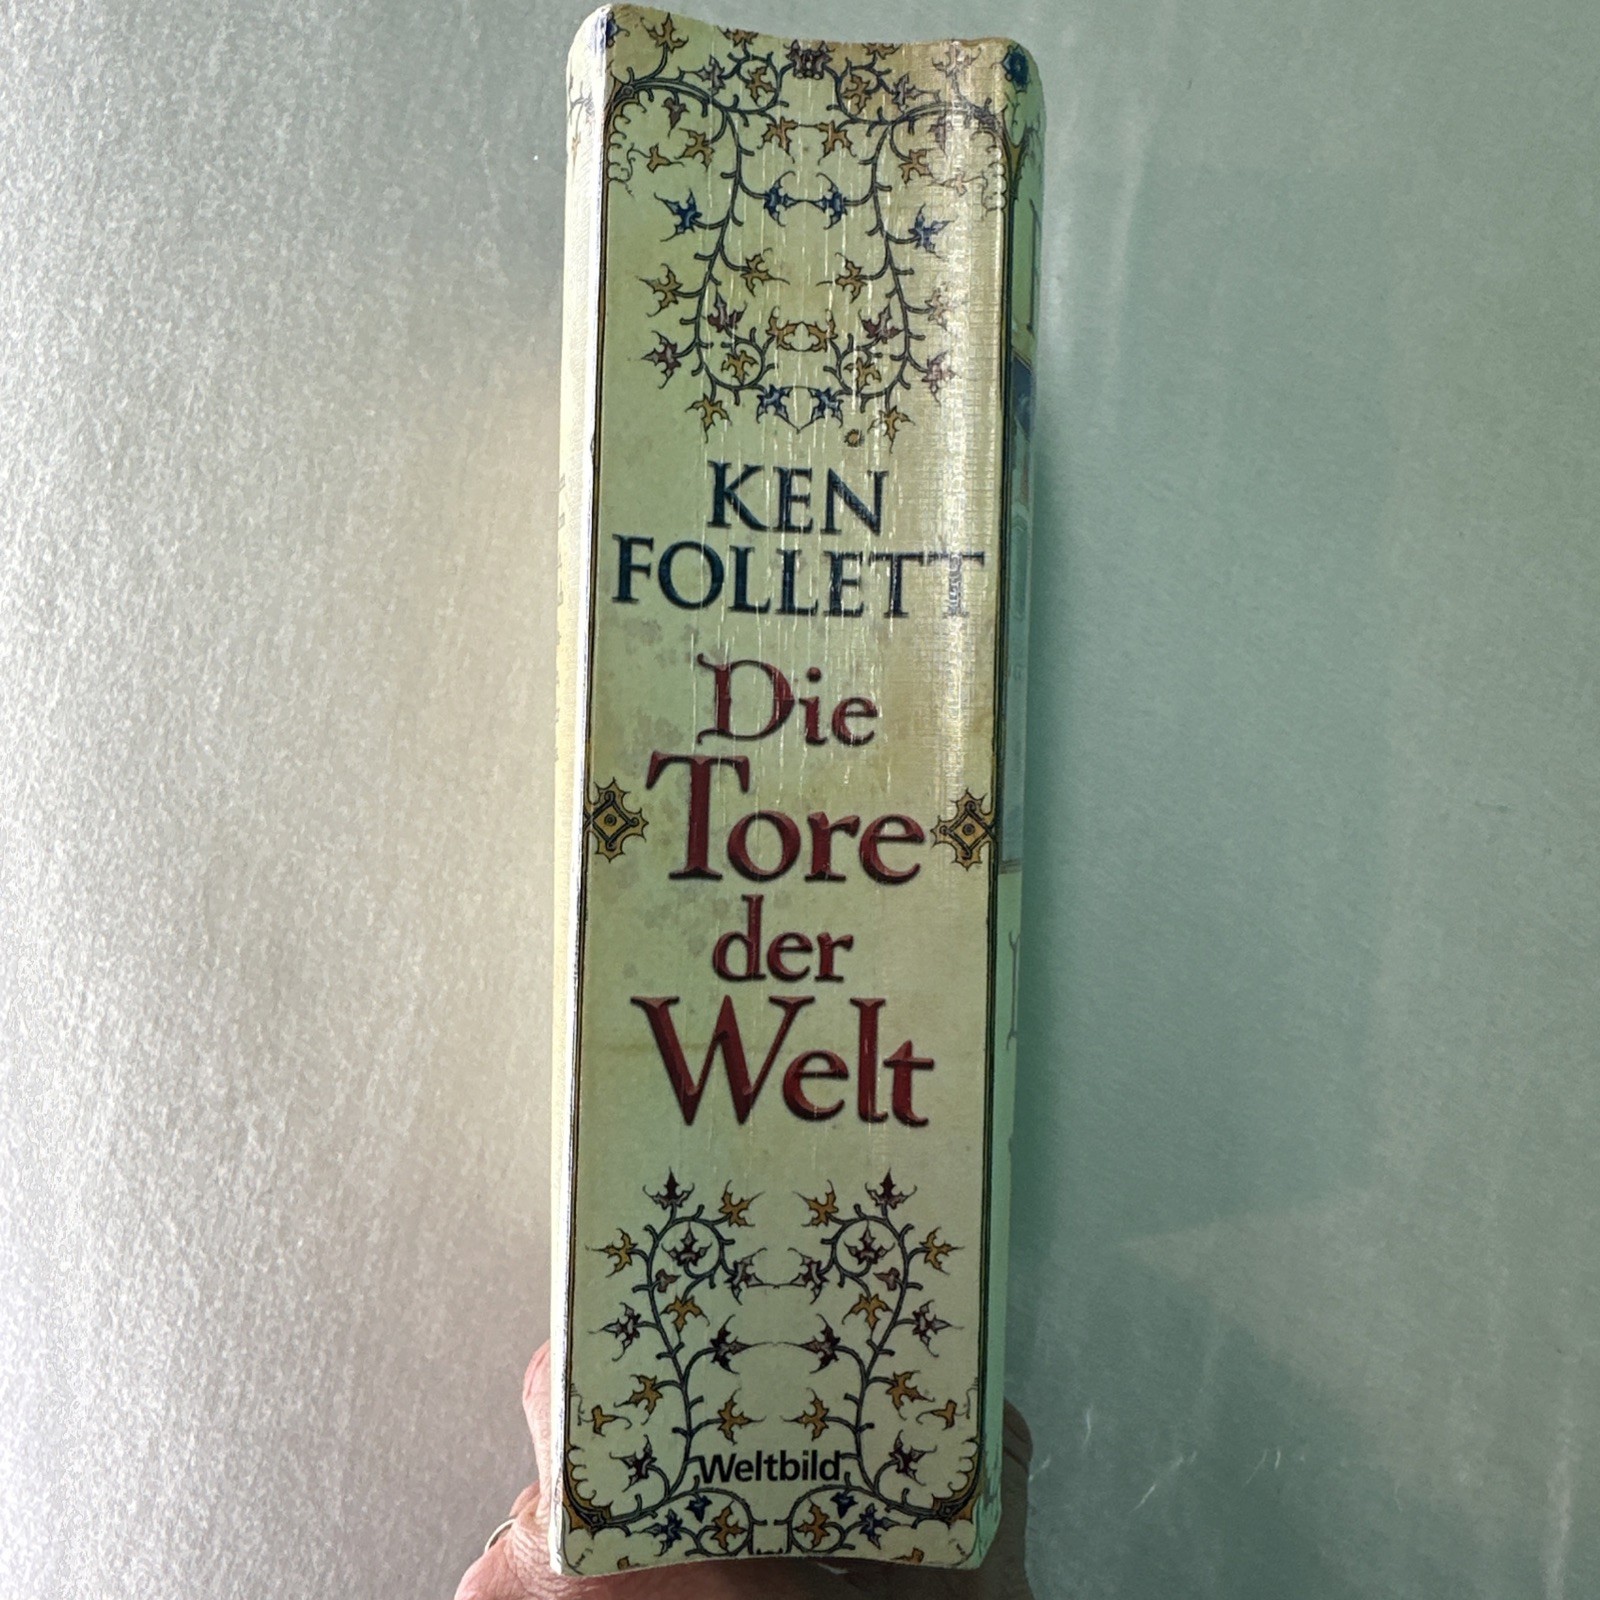 KEN
FOLLETT
Die
Tore
der
Welt
Weltbild